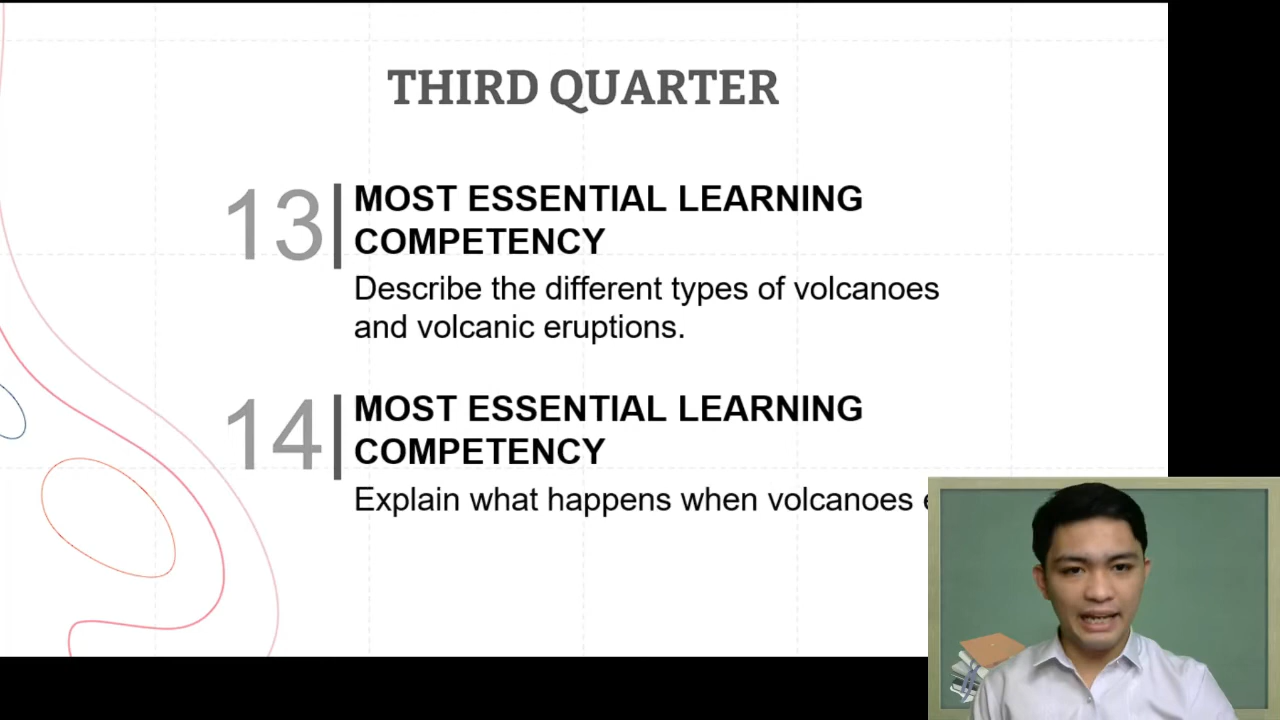 THIRD QUARTER
13
MOST ESSENTIAL LEARNING
COMPETENCY
Describe the different types of volcanoes
and volcanic eruptions.
14
MOST ESSENTIAL LEARNING
COMPETENCY
Explain what happens when volcanoes